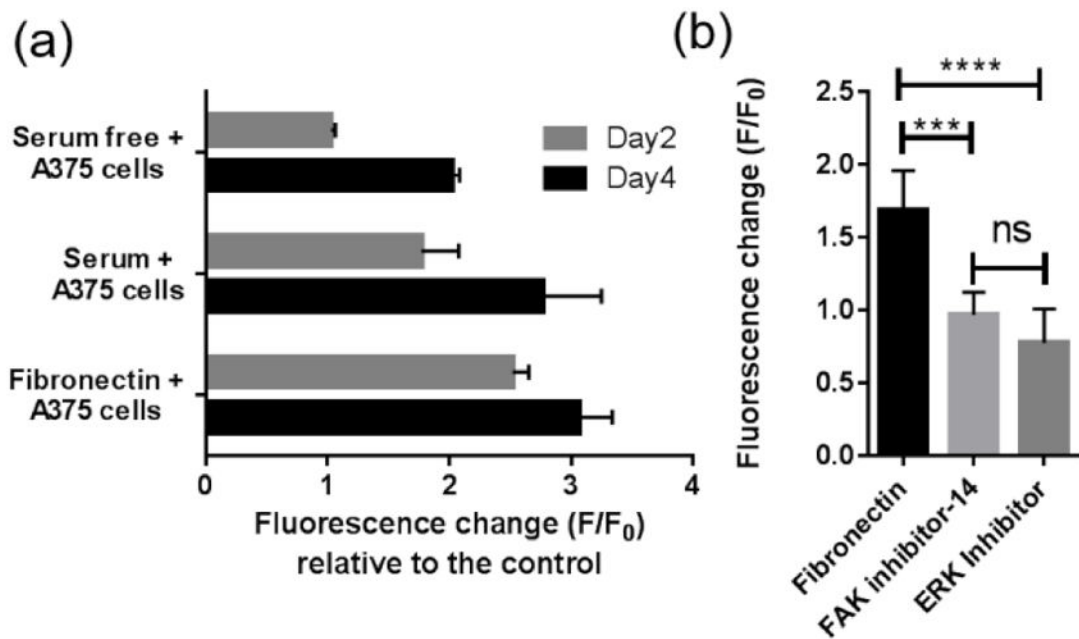 (a)
Serum free +
A375 cells
Serum +
A375 cells
Fibronectin +
A375 cells
Day2
Day4
0 1 2 3 4
Fluorescence change (F/F₀)
relative to the control
(b)
Fluorescence change (F/F₀)
2.5
2.0
1.5
1.0
0.5
0.0
****
***
ns
Fibronectin
FAK inhibitor-14
ERK Inhibitor